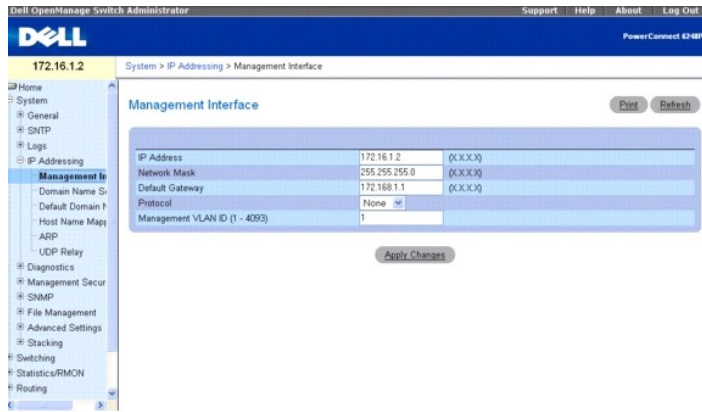 Dell OpenManage Switch Administrator
Support Help About Log Out
DELL
PowerConnect 6248P
172.16.1.2
System > IP Addressing > Management Interface
Home
System
General
SNTP
Logs
IP Addressing
Management In
Domain Name S
Default Domain N
Host Name Mapp
ARP
UDP Relay
Diagnostics
Management Secur
SNMP
File Management
Advanced Settings
Stacking
Switching
Statistics/RMON
Routing
Management Interface
Print Refresh
IP Address 172.16.1.2 (X.X.X.X)
Network Mask 255.255.255.0 (X.X.X.X)
Default Gateway 172.168.1.1 (X.X.X.X)
Protocol None
Management VLAN ID (1 - 4093) 1
Apply Changes